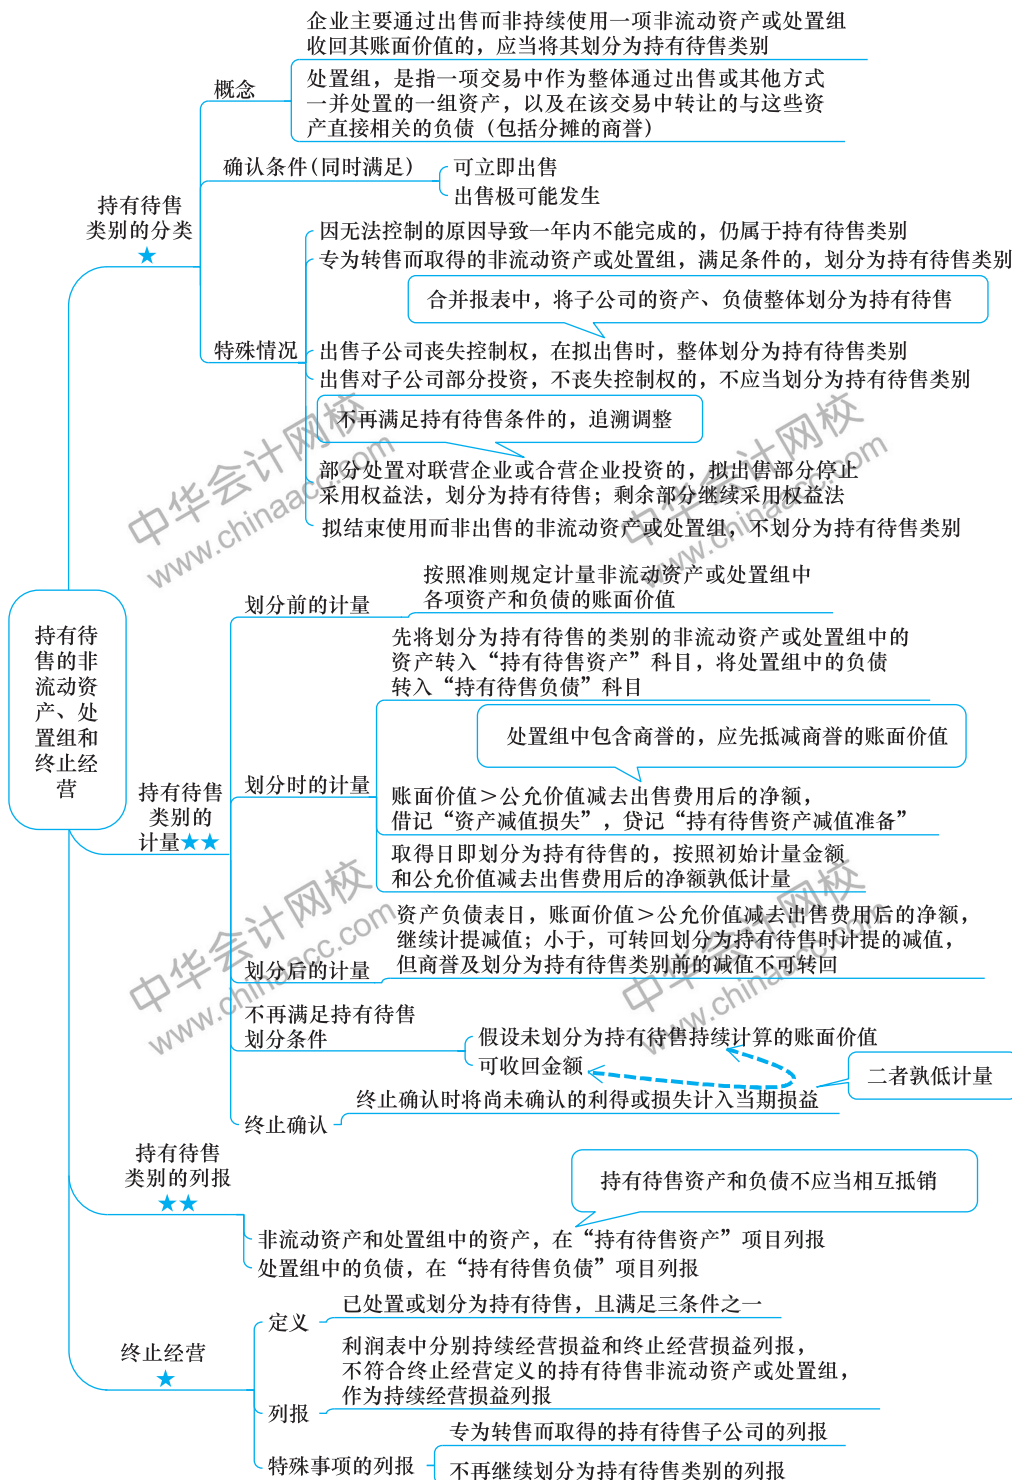 企业主要通过出售而非持续使用一项非流动资产或处置组
收回其账面价值的，应当将其划分为持有待售类别
概念
处置组，是指一项交易中作为整体通过出售或其他方式
一并处置的一组资产，以及在该交易中转让的与这些资
产直接相关的负债（包括分摊的商誉）
确认条件(同时满足)
可立即出售
出售极可能发生
持有待售
类别的分类
★
因无法控制的原因导致一年内不能完成的，仍属于持有待售类别
专为转售而取得的非流动资产或处置组，满足条件的，划分为持有待售类别
合并报表中，将子公司的资产、负债整体划分为持有待售
特殊情况
出售子公司丧失控制权，在拟出售时，整体划分为持有待售类别
出售对子公司部分投资，不丧失控制权的，不应当划分为持有待售类别
不再满足持有待售条件的，追溯调整
部分处置对联营企业或合营企业投资的，拟出售部分停止
采用权益法，划分为持有待售；剩余部分继续采用权益法
拟结束使用而非出售的非流动资产或处置组，不划分为持有待售类别
中华会计网校
www.chinaacc.com
中华会计网校
www.chinaacc.com
持有待
售的非
流动资
产、处
置组和
终止经
营
划分前的计量
按照准则规定计量非流动资产或处置组中
各项资产和负债的账面价值
先将划分为持有待售的类别的非流动资产或处置组中的
资产转入“持有待售资产”科目，将处置组中的负债
转入“持有待售负债”科目
处置组中包含商誉的，应先抵减商誉的账面价值
划分时的计量
持有待售
类别的
计量★★
账面价值＞公允价值减去出售费用后的净额，
借记“资产减值损失”，贷记“持有待售资产减值准备”
取得日即划分为持有待售的，按照初始计量金额
和公允价值减去出售费用后的净额孰低计量
资产负债表日，账面价值＞公允价值减去出售费用后的净额，
继续计提减值；小于，可转回划分为持有待售时计提的减值，
但商誉及划分为持有待售类别前的减值不可转回
划分后的计量
中华会计网校
www.chinaacc.com
中华会计网校
www.chinaacc.com
不再满足持有待售
划分条件
假设未划分为持有待售持续计算的账面价值
可收回金额
二者孰低计量
终止确认时将尚未确认的利得或损失计入当期损益
终止确认
持有待售
类别的列报
★★
持有待售资产和负债不应当相互抵销
非流动资产和处置组中的资产，在“持有待售资产”项目列报
处置组中的负债，在“持有待售负债”项目列报
定义
已处置或划分为持有待售，且满足三条件之一
终止经营
★
利润表中分别持续经营损益和终止经营损益列报，
不符合终止经营定义的持有待售非流动资产或处置组，
作为持续经营损益列报
列报
专为转售而取得的持有待售子公司的列报
特殊事项的列报
不再继续划分为持有待售类别的列报